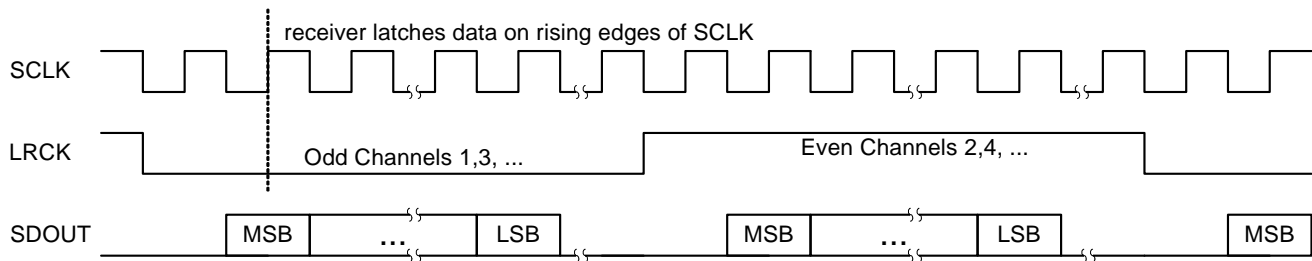 receiver latches data on rising edges of SCLK
SCLK
LRCK
Odd Channels 1,3, ...
Even Channels 2,4, ...
SDOUT
MSB
...
LSB
MSB
...
LSB
MSB